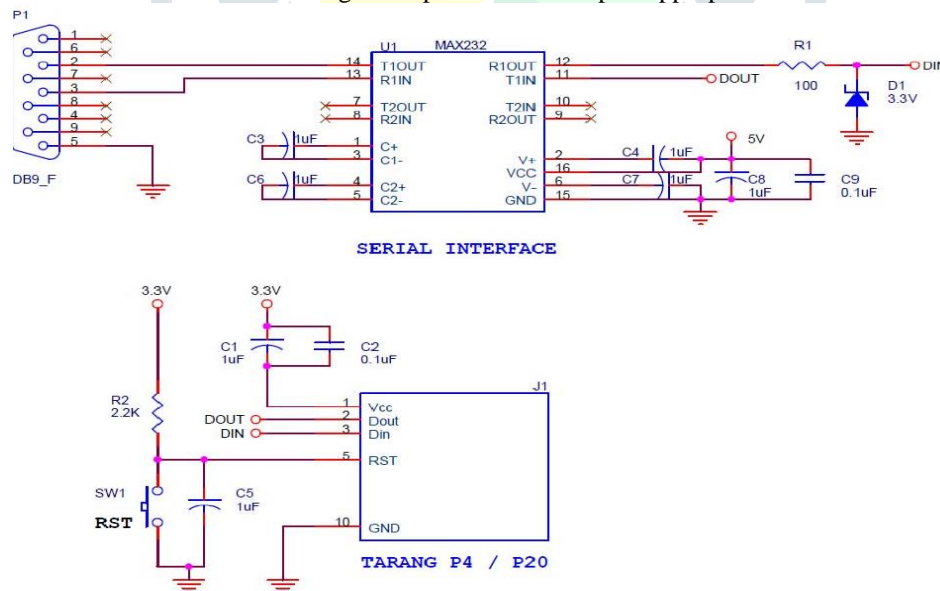 P1
1
6
2
7
3
8
4
9
5
DB9_F
U1 MAX232
14 T1OUT R1OUT 12
13 R1IN T1IN 11
7 T2OUT T2IN 10
8 R2IN R2OUT 9
1 C+ V+ 2
3 C1- VCC 16
4 C2+ V- 6
5 C2- GND 15
C3 1uF
C6 1uF
R1
100
DOUT
DIN
D1
3.3V
5V
C4 1uF
C7 1uF
C8
1uF
C9
0.1uF
SERIAL INTERFACE
3.3V 3.3V
C1
1uF
C2
0.1uF
R2
2.2K
J1
DOUT 1 Vcc
DIN 2 Dout
3 Din
5 RST
10 GND
SW1
RST
C5
1uF
TARANG P4 / P20